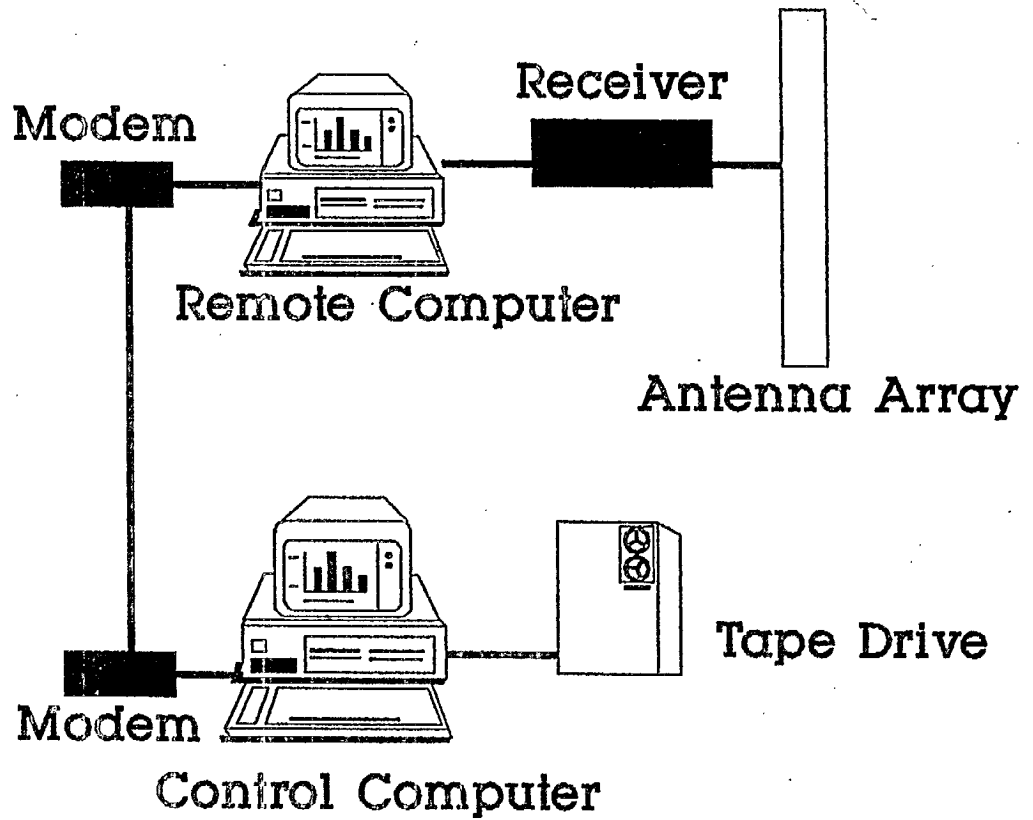 Receiver
Modem
Remote Computer
Antenna Array
Tape Drive
Modem
Control Computer